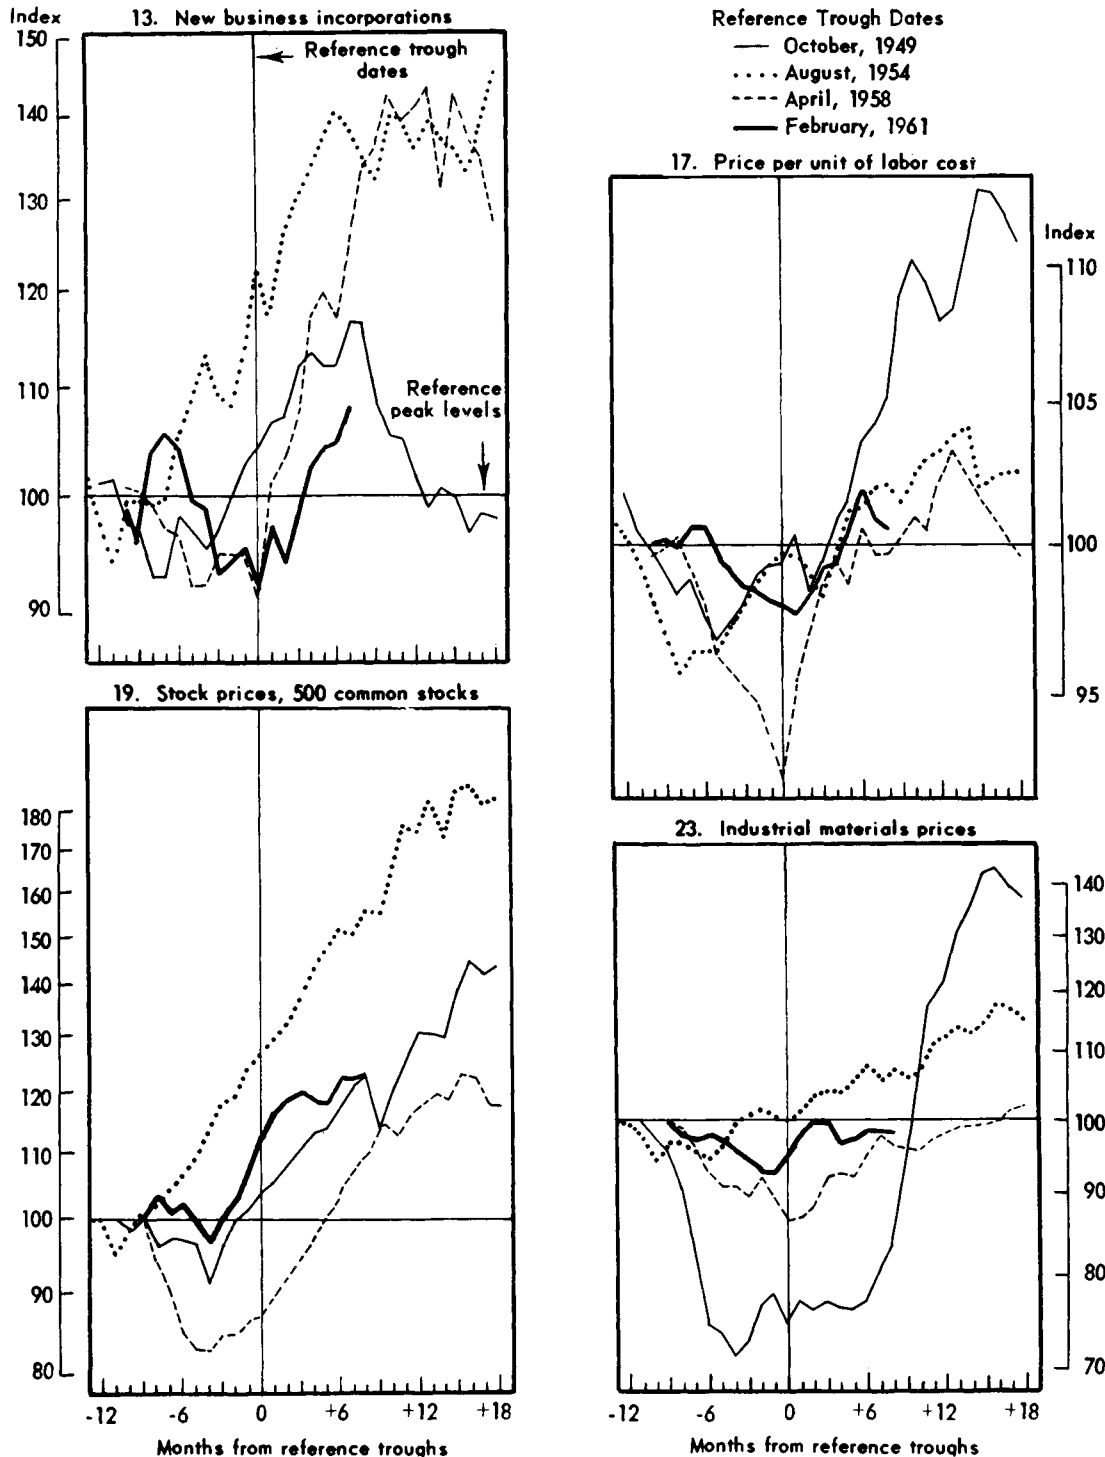 Index
13. New business incorporations
150
140
130
120
110
100
90
Reference trough
dates
Reference
peak levels
Reference Trough Dates
October, 1949
August, 1954
April, 1958
February, 1961
17. Price per unit of labor cost
Index
110
105
100
95
19. Stock prices, 500 common stocks
180
170
160
150
140
130
120
110
100
90
80
-12 -6 0 +6 +12 +18
Months from reference troughs
23. Industrial materials prices
140
130
120
110
100
90
80
70
-12 -6 0 +6 +12 +18
Months from reference troughs